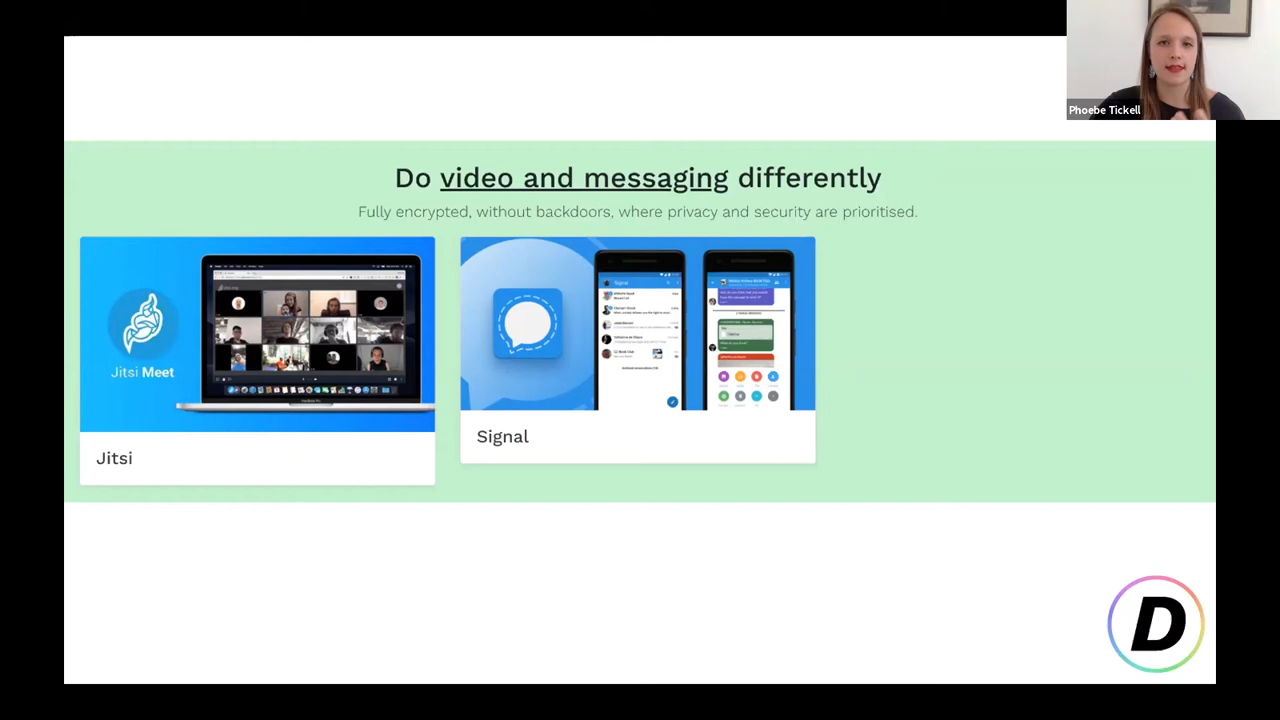 Phoebe Tickell
Do video and messaging differently
Fully encrypted, without backdoors, where privacy and security are prioritised.
Jitsi Meet
Signal
Jitsi
Signal
D